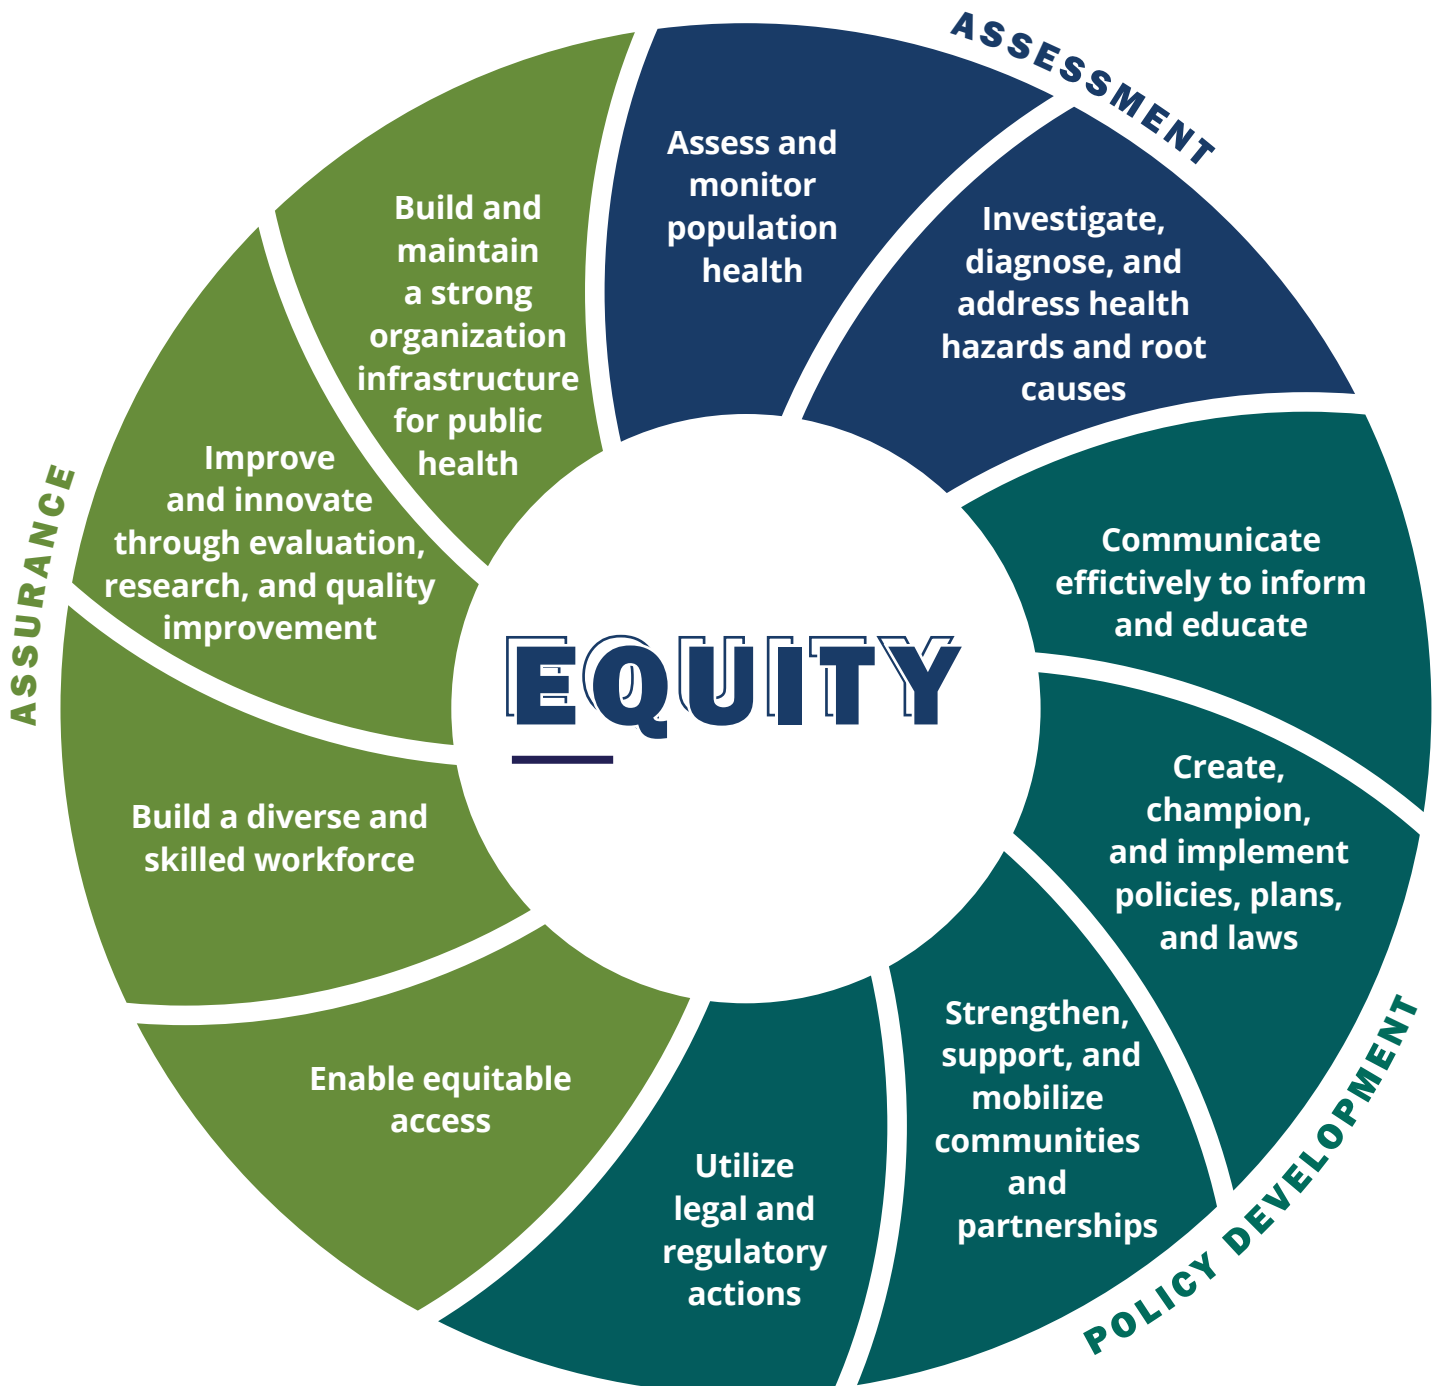 ASSESSMENT
Assess and
monitor
population
health
Investigate,
diagnose, and
address health
hazards and root
causes
Communicate
effictively to inform
and educate
Create,
champion,
and implement
policies, plans,
and laws
POLICY DEVELOPMENT
Strengthen,
support, and
mobilize
communities
and
partnerships
Utilize
legal and
regulatory
actions
Enable equitable
access
Build a diverse and
skilled workforce
ASSURANCE
Improve
and innovate
through evaluation,
research, and quality
improvement
Build and
maintain
a strong
organization
infrastructure
for public
health
EQUITY